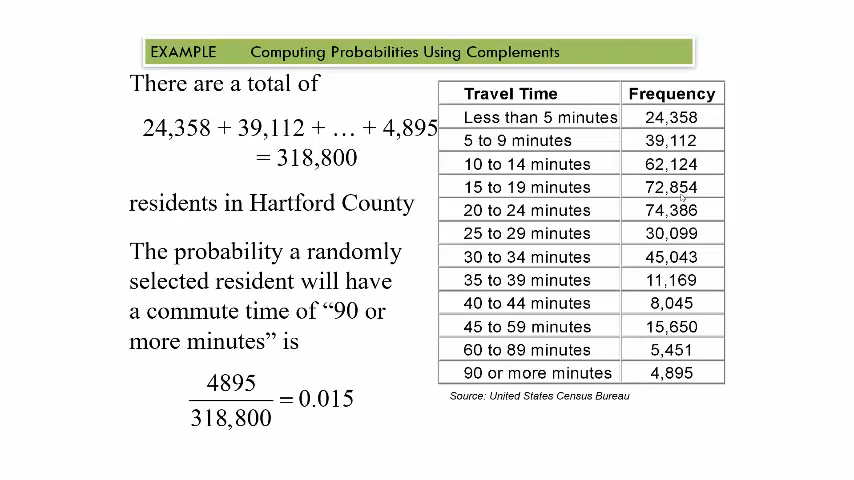 EXAMPLE Computing Probabilities Using Complements
There are a total of
24,358 + 39,112 + … + 4,895
= 318,800
residents in Hartford County
The probability a randomly
selected resident will have
a commute time of “90 or
more minutes” is
4895
318,800
= 0.015
Travel Time Frequency
Less than 5 minutes 24,358
5 to 9 minutes 39,112
10 to 14 minutes 62,124
15 to 19 minutes 72,854
20 to 24 minutes 74,386
25 to 29 minutes 30,099
30 to 34 minutes 45,043
35 to 39 minutes 11,169
40 to 44 minutes 8,045
45 to 59 minutes 15,650
60 to 89 minutes 5,451
90 or more minutes 4,895
Source: United States Census Bureau